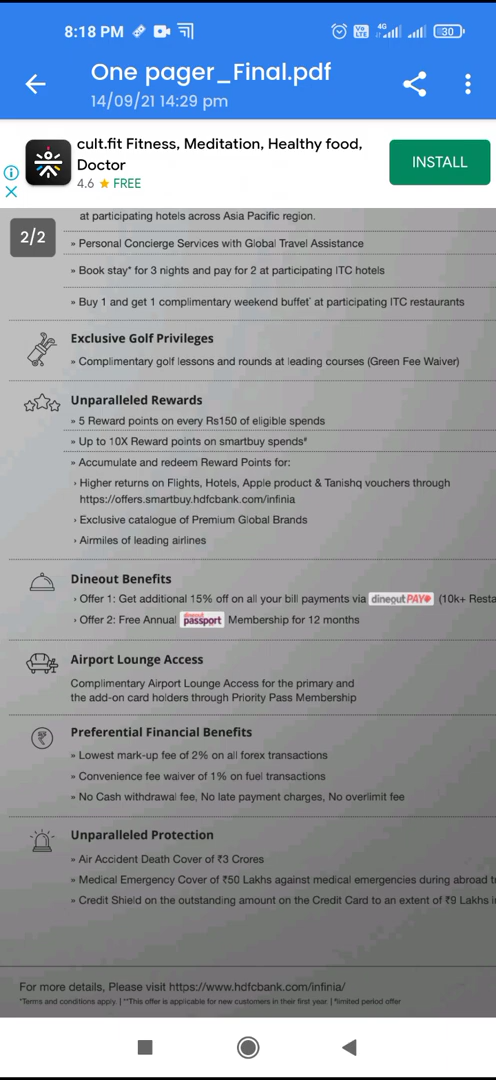 8:18 PM
4G
Vo LTE
30
One pager_Final.pdf
14/09/21 14:29 pm
cult.fit Fitness, Meditation, Healthy food,
Doctor
4.6 ★ FREE
INSTALL
2/2
at participating hotels across Asia Pacific region.
» Personal Concierge Services with Global Travel Assistance
» Book stay* for 3 nights and pay for 2 at participating ITC hotels
» Buy 1 and get 1 complimentary weekend buffet* at participating ITC restaurants
Exclusive Golf Privileges
» Complimentary golf lessons and rounds at leading courses (Green Fee Waiver)
Unparalleled Rewards
» 5 Reward points on every Rs150 of eligible spends
» Up to 10X Reward points on smartbuy spends#
» Accumulate and redeem Reward Points for:
› Higher returns on Flights, Hotels, Apple product & Tanishq vouchers through
https://offers.smartbuy.hdfcbank.com/infinia
› Exclusive catalogue of Premium Global Brands
› Airmiles of leading airlines
Dineout Benefits
› Offer 1: Get additional 15% off on all your bill payments via dineout PAY (10k+ Resta
› Offer 2: Free Annual dineout passport Membership for 12 months
Airport Lounge Access
Complimentary Airport Lounge Access for the primary and
the add-on card holders through Priority Pass Membership
Preferential Financial Benefits
» Lowest mark-up fee of 2% on all forex transactions
» Convenience fee waiver of 1% on fuel transactions
» No Cash withdrawal fee, No late payment charges, No overlimit fee
Unparalleled Protection
» Air Accident Death Cover of ₹3 Crores
» Medical Emergency Cover of ₹50 Lakhs against medical emergencies during abroad t
» Credit Shield on the outstanding amount on the Credit Card to an extent of ₹9 Lakhs i
For more details, Please visit https://www.hdfcbank.com/infinia/
*Terms and conditions apply | **This offer is applicable for new customers in their first year | #limited period offer